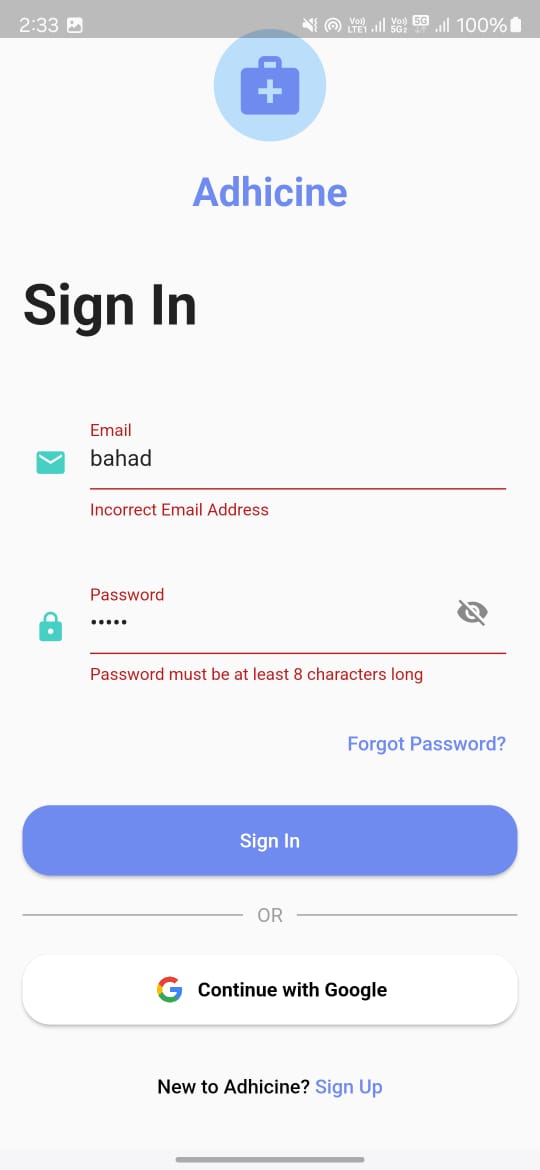 2:33 Vo)) LTE1 Vo)) 5G2 5G 100%
Adhicine
Sign In
Email
bahad
Incorrect Email Address
Password
•••••
Password must be at least 8 characters long
Forgot Password?
Sign In
OR
Continue with Google
New to Adhicine? Sign Up